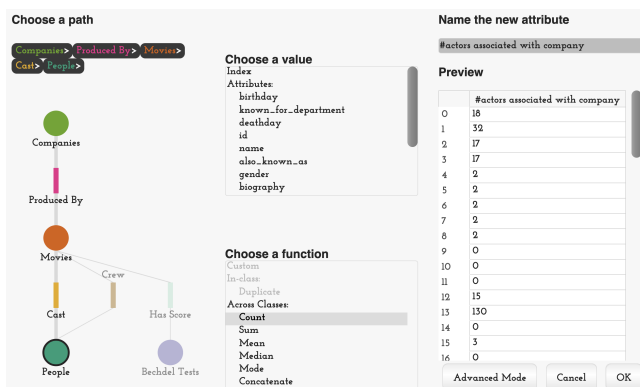 Choose a path
Companies> Produced By> Movies>
Cast> People>
Companies
Produced By
Movies
Crew
Cast
Has Score
People
Bechdel Tests
Choose a value
Index
Attributes:
birthday
known_for_department
deathday
id
name
also_known_as
gender
biography
Choose a function
Custom
In-class:
Duplicate
Across Classes:
Count
Sum
Mean
Median
Mode
Concatenate
Name the new attribute
#actors associated with company
Preview
#actors associated with company
0 18
1 32
2 17
3 17
4 2
5 2
6 2
7 2
8 2
9 0
10 0
11 0
12 15
13 130
14 0
15 3
16 0
Advanced Mode Cancel OK